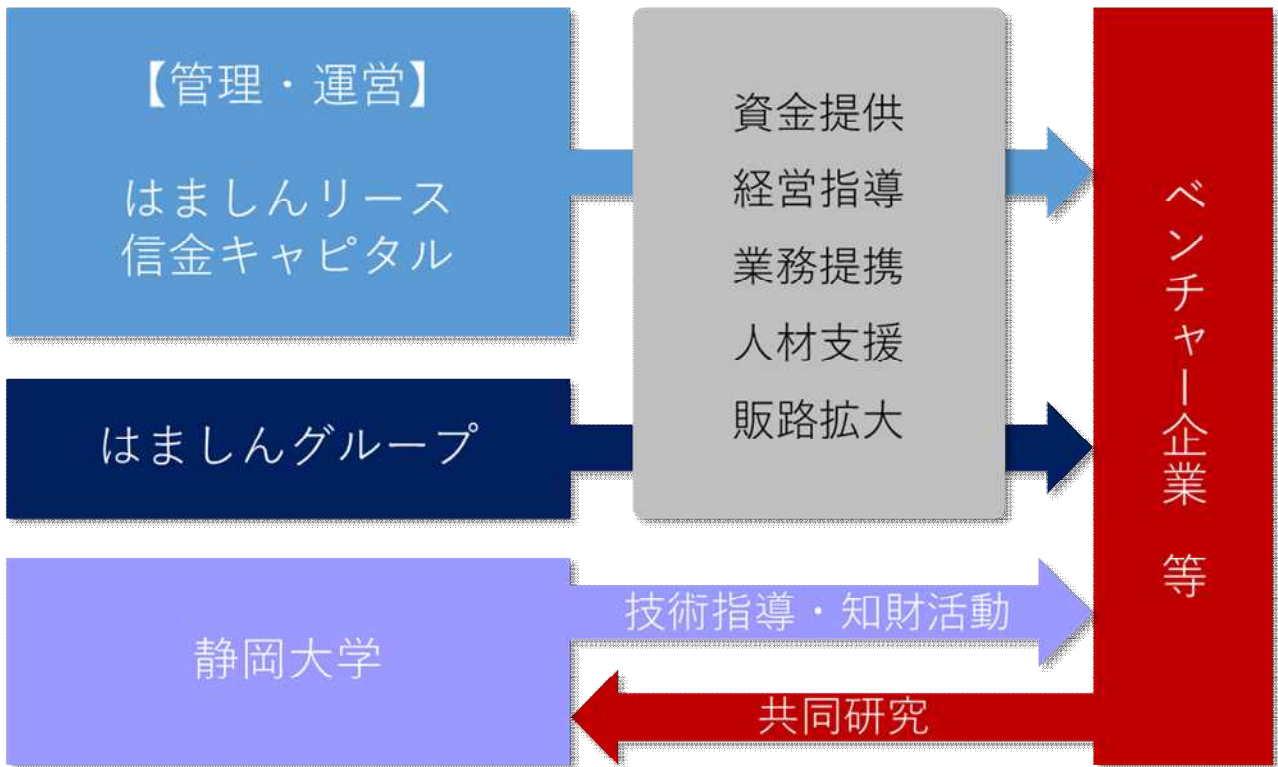 【管理・運営】
はましんリース
信金キャピタル
はましんグループ
静岡大学
資金提供
経営指導
業務提携
人材支援
販路拡大
技術指導・知財活動
共同研究
ベンチャー企業 等